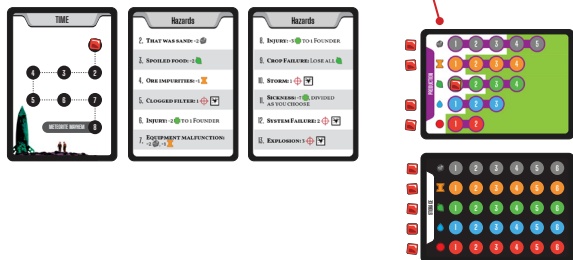 TIME
4 3 2
5 6 7
METEORITE MAYHEM 8
Hazards
2. THAT WAS SAND: -2
3. SPOILED FOOD: -2
4. ORE IMPURITIES: -1
5. CLOGGED FILTER: 1
6. INJURY: -2 TO 1 FOUNDER
7. EQUIPMENT MALFUNCTION:
-2, -1
Hazards
8. INJURY: -3 TO 1 FOUNDER
9. CROP FAILURE: LOSE ALL
10. STORM: 1
11. SICKNESS: -3, DIVIDED
AS YOU CHOOSE
12. SYSTEM FAILURE: 2
13. EXPLOSION: 3
PRODUCTION
1 2 3 4 5
1 2 3 4
2 3 4
1 2 3
1 2
STORAGE
1 2 3 4 5 6
1 2 3 4 5 6
1 2 3 4 5 6
1 2 3 4 5 6
1 2 3 4 5 6